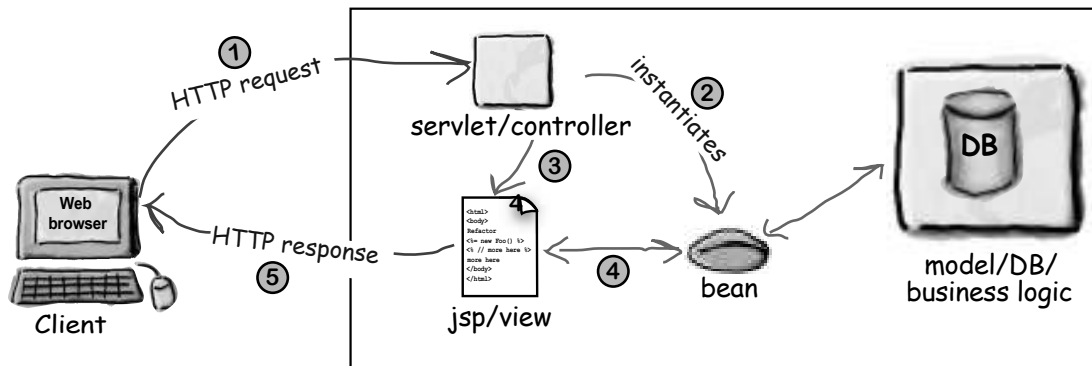 1
HTTP request
servlet/controller
instantiates
2
3
DB
Web
browser
HTTP response
5
4
<html>
<body>
Refactor
<%= new Foo() %>
<% // more here %>
more here
</body>
</html>
4
bean
model/DB/
business logic
Client
jsp/view